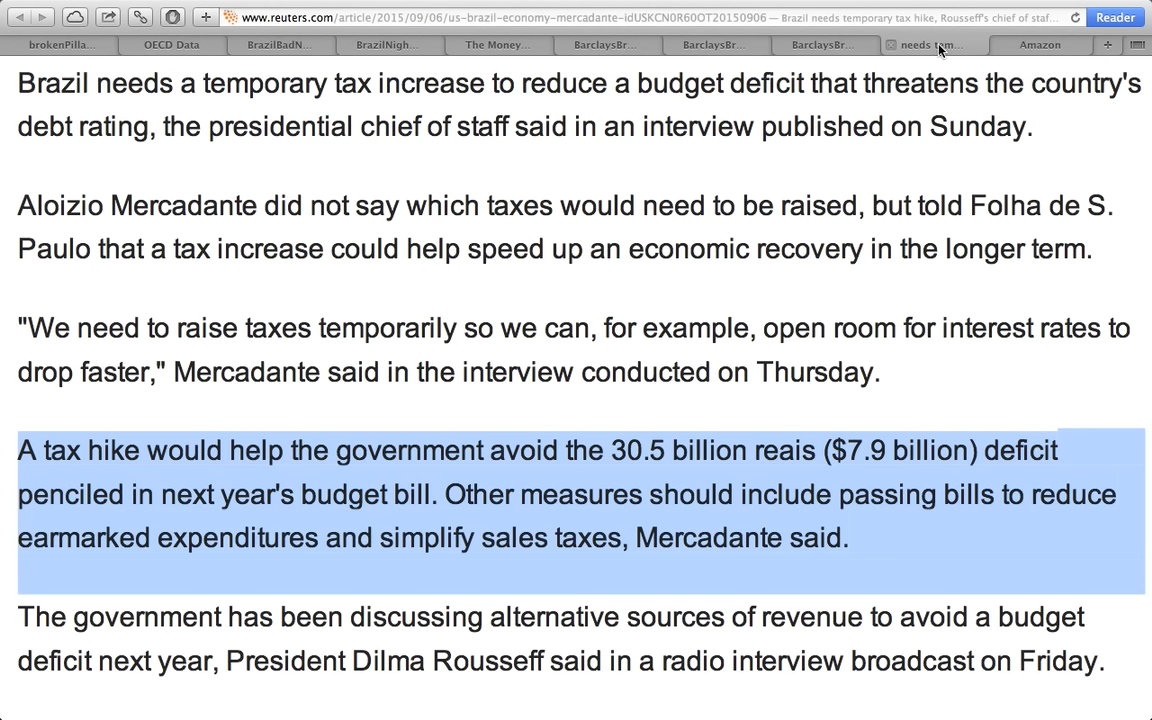 www.reuters.com/article/2015/09/06/us-brazil-economy-mercadante-idUSKCN0R60OT20150906 — Brazil needs temporary tax hike, Rousseff's chief of staf... Reader
brokenPilla... OECD Data BrazilBadN... BrazilNigh... The Money... BarclaysBr... BarclaysBr... BarclaysBr... needs tem... Amazon
Brazil needs a temporary tax increase to reduce a budget deficit that threatens the country's
debt rating, the presidential chief of staff said in an interview published on Sunday.
Aloizio Mercadante did not say which taxes would need to be raised, but told Folha de S.
Paulo that a tax increase could help speed up an economic recovery in the longer term.
"We need to raise taxes temporarily so we can, for example, open room for interest rates to
drop faster," Mercadante said in the interview conducted on Thursday.
A tax hike would help the government avoid the 30.5 billion reais ($7.9 billion) deficit
penciled in next year's budget bill. Other measures should include passing bills to reduce
earmarked expenditures and simplify sales taxes, Mercadante said.
The government has been discussing alternative sources of revenue to avoid a budget
deficit next year, President Dilma Rousseff said in a radio interview broadcast on Friday.